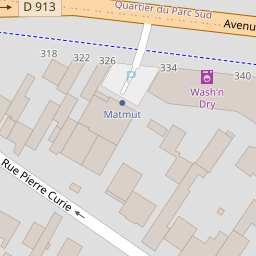 Quartier du Parc Sud
D 913
Avenu
318
322
326
334
340
P
Wash'n
Dry
Matmut
Rue Pierre Curie